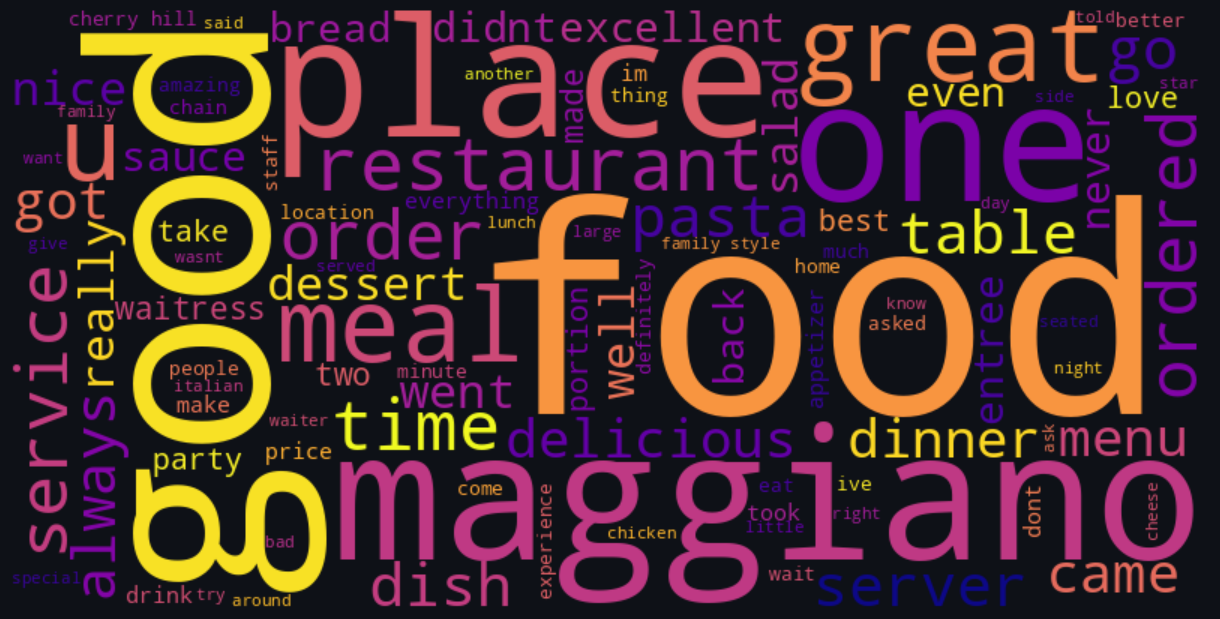 cherry hill
said
bread
didnt
excellent
great
told
better
place
go
nice
good
amazing
chain
another
im
thing
made
salad
even
side
love
star
family
u
want
sauce
staff
restaurant
one
never
ordered
got
everything
location
lunch
large
pasta
best
day
table
take
wasnt
order
family style
much
give
really
served
dessert
food
home
definitely
service
waitress
meal
portion
well
back
appetizer
know
asked
entree
seated
people
italian
make
two
minute
went
night
always
waiter
time
delicious
dinner
ask
menu
party
price
maggiano
come
experience
eat
ive
took
little
right
dont
cheese
bad
chicken
special
drink
try
around
dish
wait
server
came